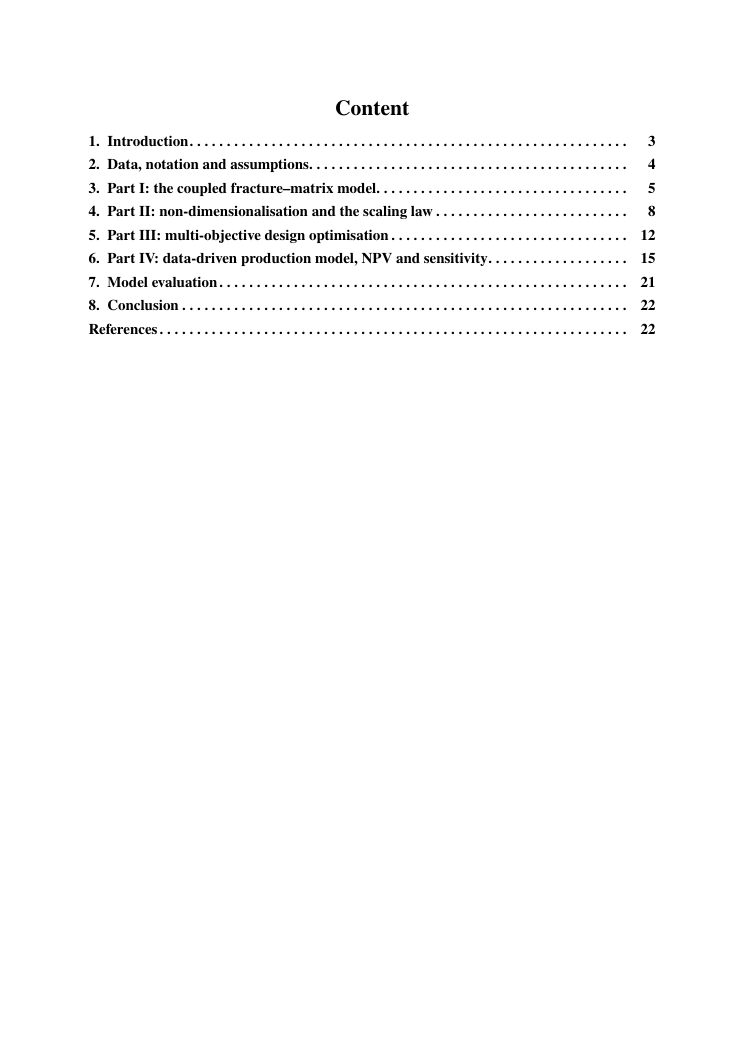 Content
1. Introduction. . . . . . . . . . . . . . . . . . . . . . . . . . . . . . . . . . . . . . . . . . . . . . . . . . . . . . . . . . . 3
2. Data, notation and assumptions. . . . . . . . . . . . . . . . . . . . . . . . . . . . . . . . . . . . . . . . . . . 4
3. Part I: the coupled fracture–matrix model. . . . . . . . . . . . . . . . . . . . . . . . . . . . . . . . . . 5
4. Part II: non-dimensionalisation and the scaling law . . . . . . . . . . . . . . . . . . . . . . . . . . 8
5. Part III: multi-objective design optimisation . . . . . . . . . . . . . . . . . . . . . . . . . . . . . . . . 12
6. Part IV: data-driven production model, NPV and sensitivity. . . . . . . . . . . . . . . . . . . 15
7. Model evaluation . . . . . . . . . . . . . . . . . . . . . . . . . . . . . . . . . . . . . . . . . . . . . . . . . . . . . . . 21
8. Conclusion . . . . . . . . . . . . . . . . . . . . . . . . . . . . . . . . . . . . . . . . . . . . . . . . . . . . . . . . . . . . 22
References . . . . . . . . . . . . . . . . . . . . . . . . . . . . . . . . . . . . . . . . . . . . . . . . . . . . . . . . . . . . . . . 22